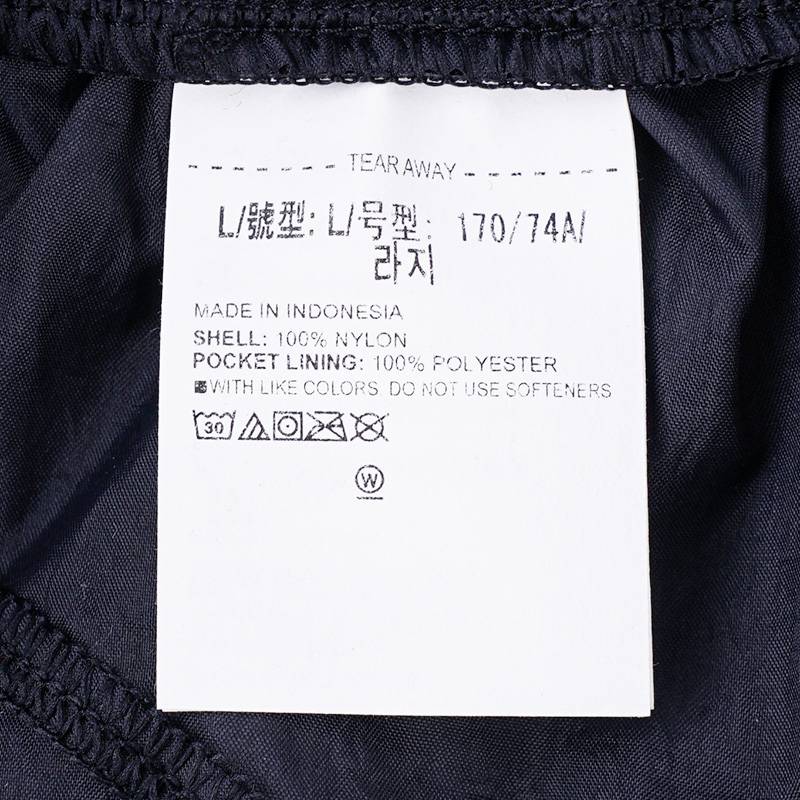 TEAR AWAY
L/號型: L/号型: 170/74A/
라지
MADE IN INDONESIA
SHELL: 100% NYLON
POCKET LINING: 100% POLYESTER
WITH LIKE COLORS. DO NOT USE SOFTENERS
30
W